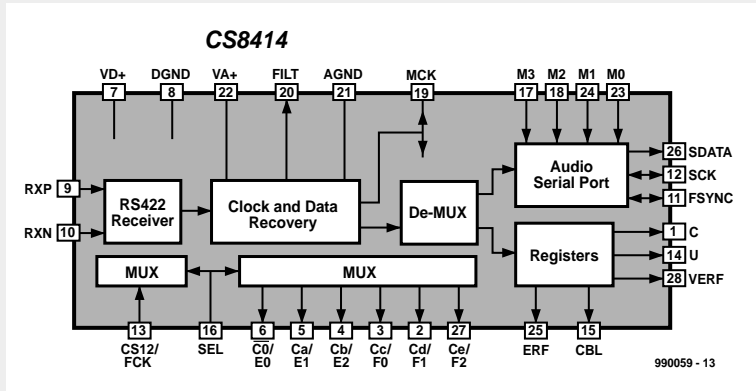 CS8414
VD+ DGND VA+ FILT AGND MCK M3 M2 M1 M0
7 8 22 20 21 19 17 18 24 23
RXP 9
RXN 10
RS422
Receiver
Clock and Data
Recovery
De-MUX
Audio
Serial Port
Registers
26 SDATA
12 SCK
11 FSYNC
1 C
14 U
28 VERF
MUX
MUX
13 16 6 5 4 3 2 27 25 15
CS12/ SEL C0/ Ca/ Cb/ Cc/ Cd/ Ce/ ERF CBL
FCK E0 E1 E2 F0 F1 F2
990059 - 13